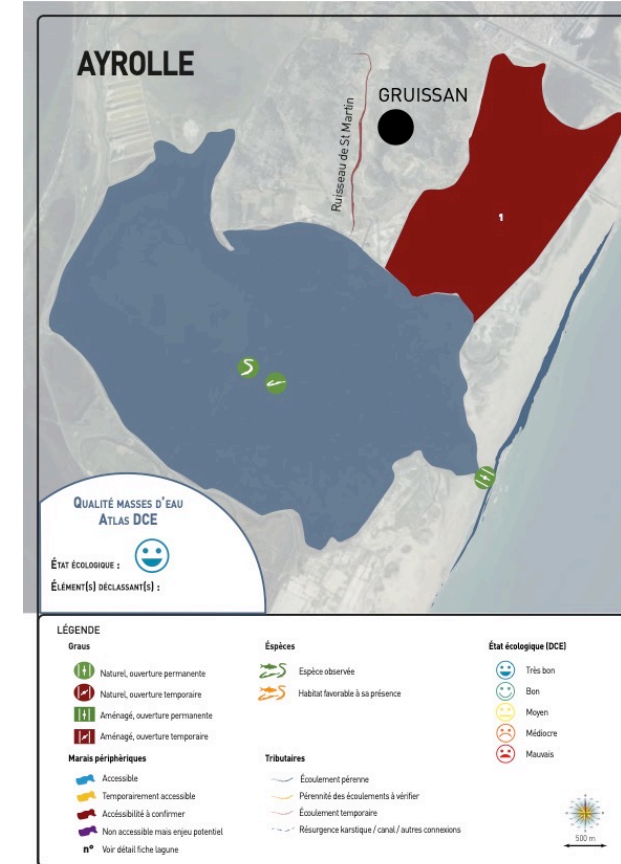 AYROLLE
GRUISSAN
Ruisseau de St Martin
1
QUALITÉ MASSES D'EAU
ATLAS DCE
ÉTAT ÉCOLOGIQUE :
ÉLÉMENT(S) DÉCLASSANT(S) :
LÉGENDE
Graus
Naturel, ouverture permanente
Naturel, ouverture temporaire
Aménagé, ouverture permanente
Aménagé, ouverture temporaire
Marais périphèriques
Accessible
Temporairement accessible
Accéssibilité à confirmer
Non accessible mais enjeu potentiel
n° Voir détail fiche lagune
Éspèces
Espèce observée
Habitat favorable à sa présence
Tributaires
Écoulement pérenne
Pérennité des écoulements à vérifier
Écoulement temporaire
Résurgence karstique / canal / autres connexions
État écologique (DCE)
Très bon
Bon
Moyen
Médiocre
Mauvais
500 m